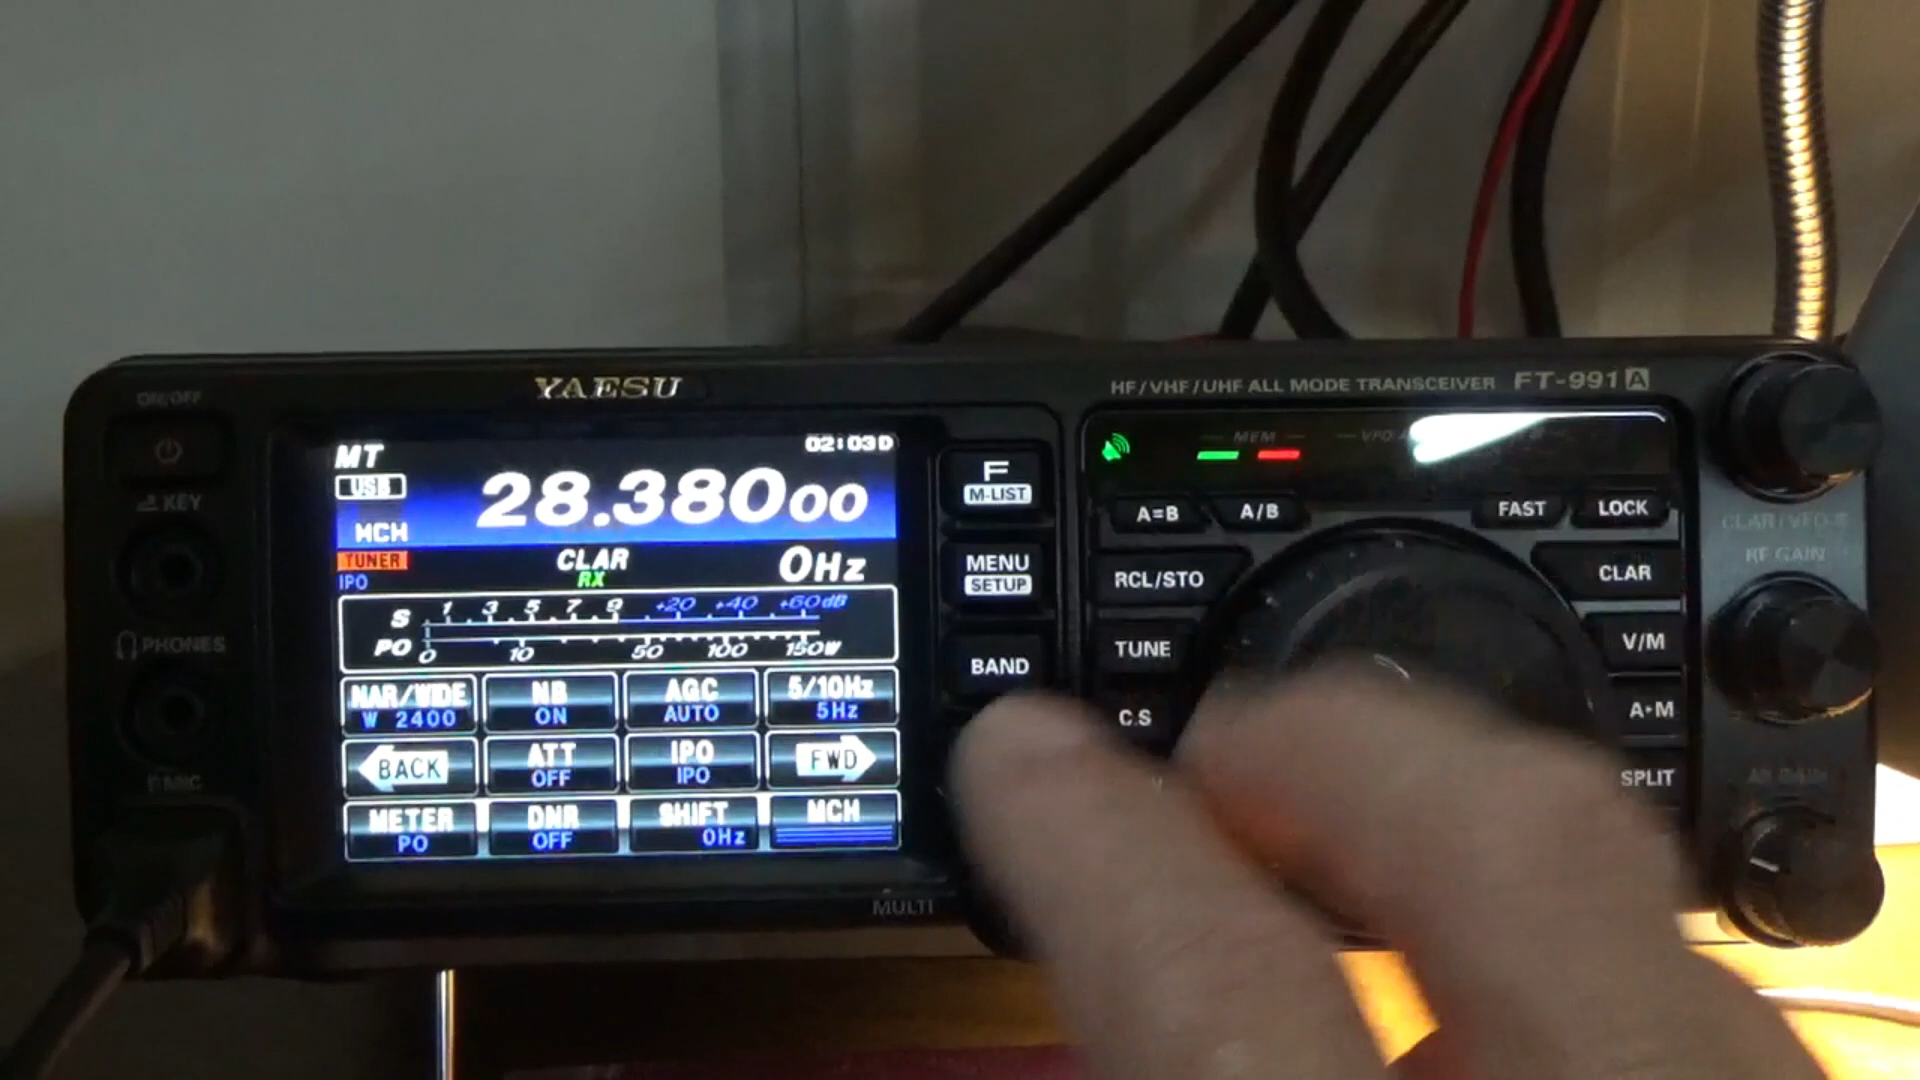 YAESU
HF/VHF/UHF ALL MODE TRANSCEIVER FT-991A
ON/OFF
KEY
PHONES
MT
02:03D
USB
28.38000
MCH
TUNER
IPO
CLAR
RX
0Hz
S 1 3 5 7 9 +20 +40 +60dB
PO 0 10 50 100 150W
NAR/WIDE
W 2400
NB
ON
AGC
AUTO
5/10Hz
5Hz
BACK
ATT
OFF
IPO
IPO
FWD
METER
PO
DNR
OFF
SHIFT
0Hz
MCH
MULTI
F
M-LIST
MENU
SETUP
BAND
MEM
A=B
A/B
FAST
LOCK
RCL/STO
CLAR
TUNE
V/M
C.S
A▸M
SPLIT
CLAR/VFO-B
RF GAIN